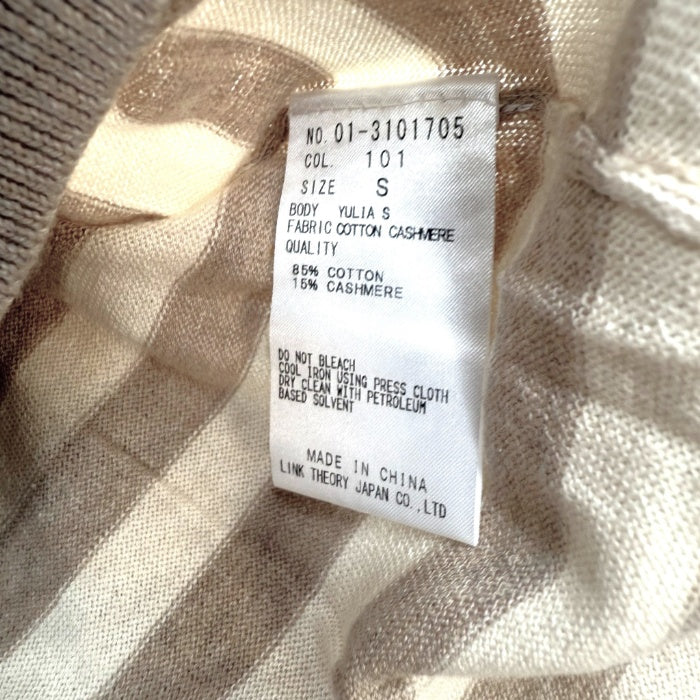 NO. 01-3101705
COL. 101
SIZE S
BODY YULIA S
FABRIC COTTON CASHMERE
QUALITY
85% COTTON
15% CASHMERE
DO NOT BLEACH
COOL IRON USING PRESS CLOTH
DRY CLEAN WITH PETROLEUM
BASED SOLVENT
MADE IN CHINA
LINK THEORY JAPAN CO.,LTD